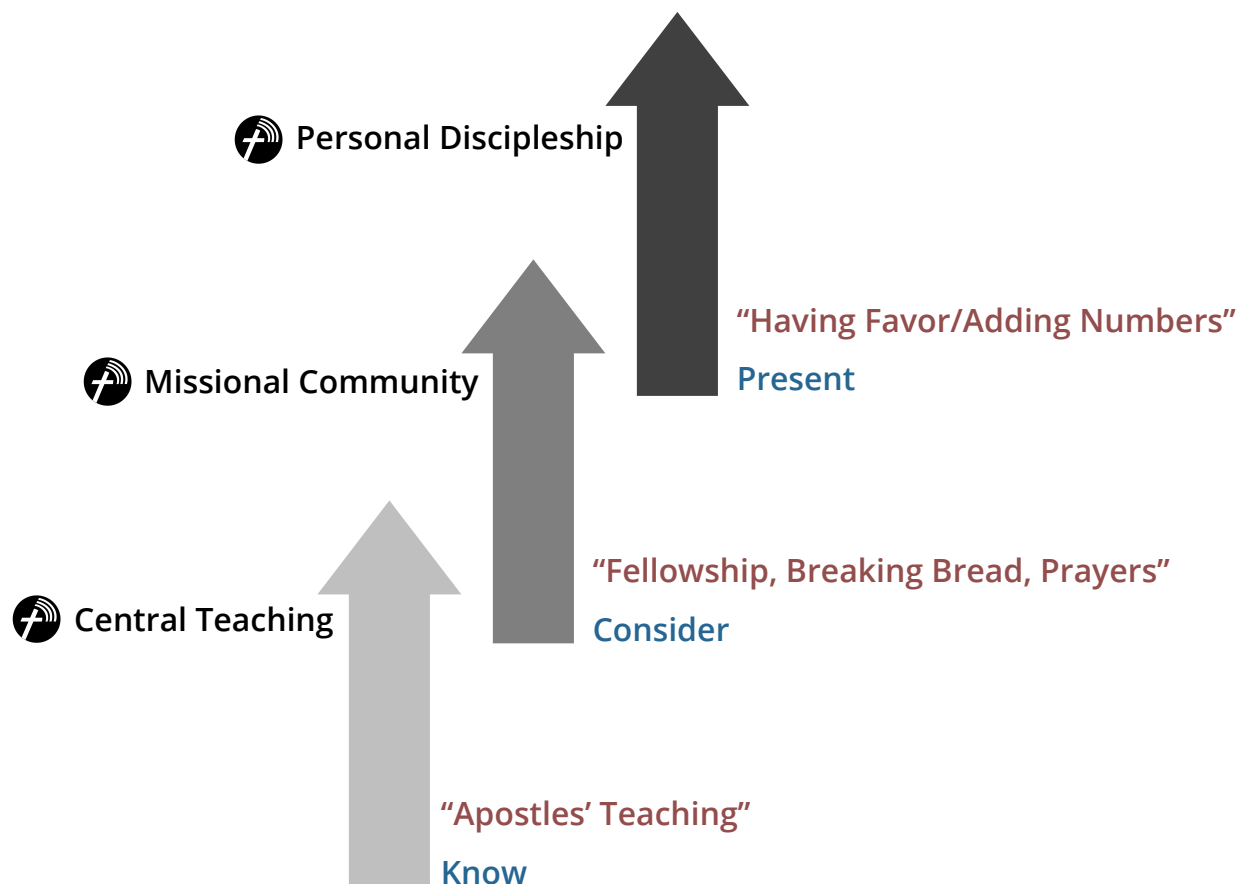 Personal Discipleship
“Having Favor/Adding Numbers”
Present
Missional Community
“Fellowship, Breaking Bread, Prayers”
Consider
Central Teaching
“Apostles’ Teaching”
Know